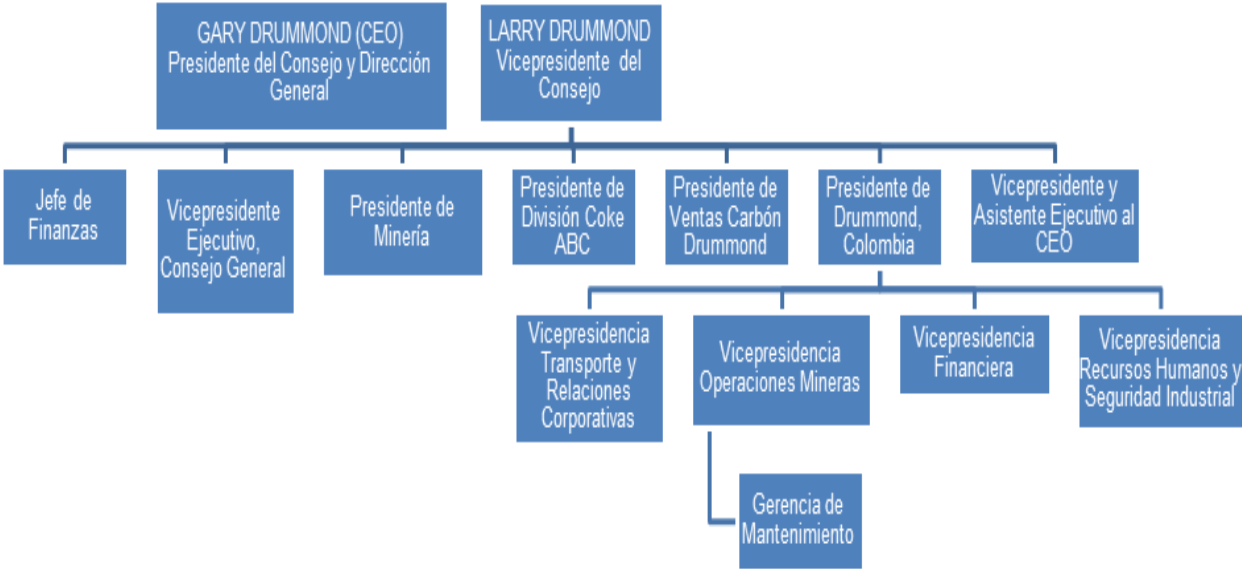 GARY DRUMMOND (CEO)
Presidente del Consejo y Dirección
General
LARRY DRUMMOND
Vicepresidente del
Consejo
Jefe de
Finanzas
Vicepresidente
Ejecutivo,
Consejo General
Presidente de
Minería
Presidente de
División Coke
ABC
Presidente de
Ventas Carbón
Drummond
Presidente de
Drummond,
Colombia
Vicepresidente y
Asistente Ejecutivo al
CEO
Vicepresidencia
Transporte y
Relaciones
Corporativas
Vicepresidencia
Operaciones Mineras
Vicepresidencia
Financiera
Vicepresidencia
Recursos Humanos y
Seguridad Industrial
Gerencia de
Mantenimiento